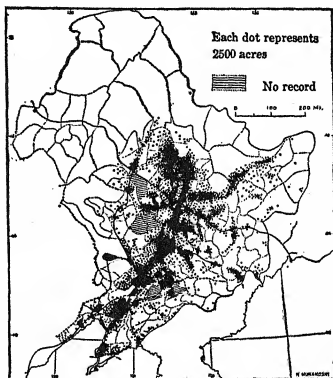 Each dot represents
2500 acres
No record
0 100 200 Mi.